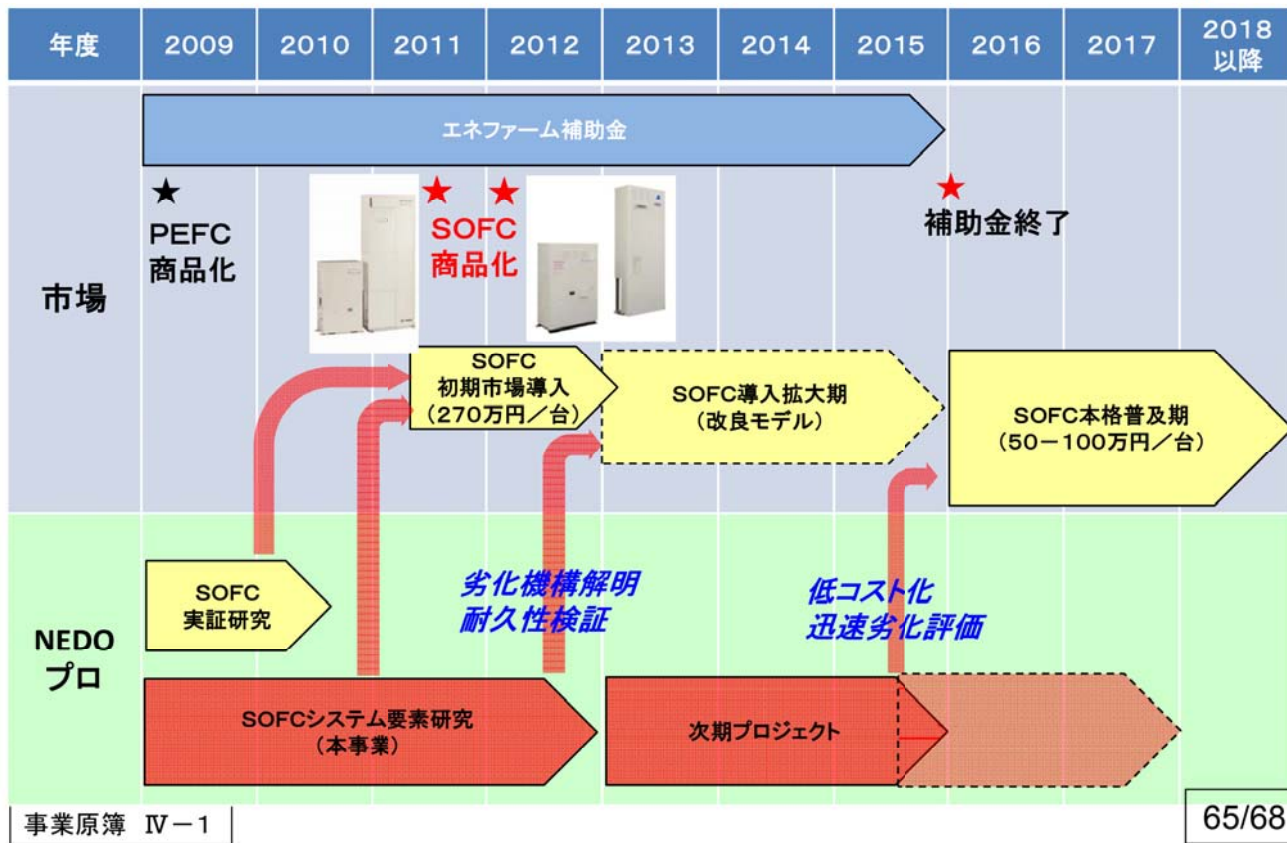 年度
2009
2010
2011
2012
2013
2014
2015
2016
2017
2018
以降
市場
エネファーム補助金
★
PEFC
商品化
★
★
SOFC
商品化
★
補助金終了
SOFC
初期市場導入
(270万円/台)
SOFC導入拡大期
(改良モデル)
SOFC本格普及期
(50-100万円/台)
NEDO
プロ
SOFC
実証研究
劣化機構解明
耐久性検証
低コスト化
迅速劣化評価
SOFCシステム要素研究
(本事業)
次期プロジェクト
事業原簿 Ⅳ-1
65/68